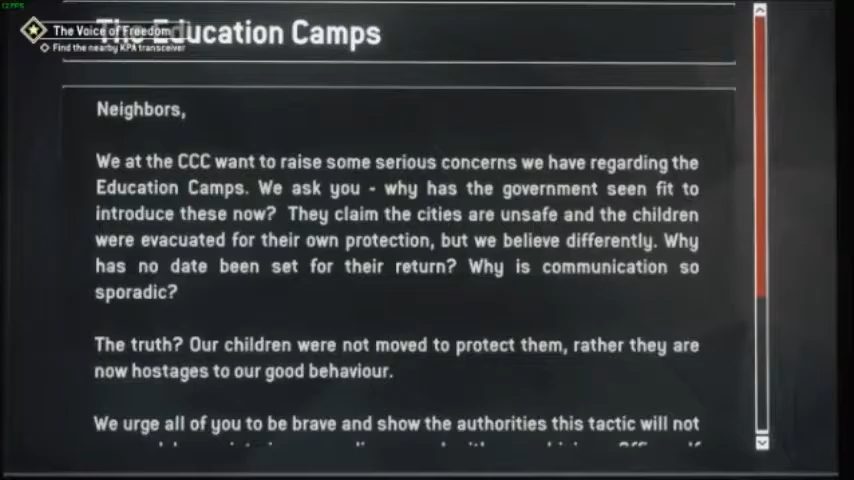 12 FPS
The Education Camps
The Voice of Freedom
Find the nearby KPA transceiver
Neighbors,
We at the CCC want to raise some serious concerns we have regarding the
Education Camps. We ask you - why has the government seen fit to
introduce these now? They claim the cities are unsafe and the children
were evacuated for their own protection, but we believe differently. Why
has no date been set for their return? Why is communication so
sporadic?
The truth? Our children were not moved to protect them, rather they are
now hostages to our good behaviour.
We urge all of you to be brave and show the authorities this tactic will not